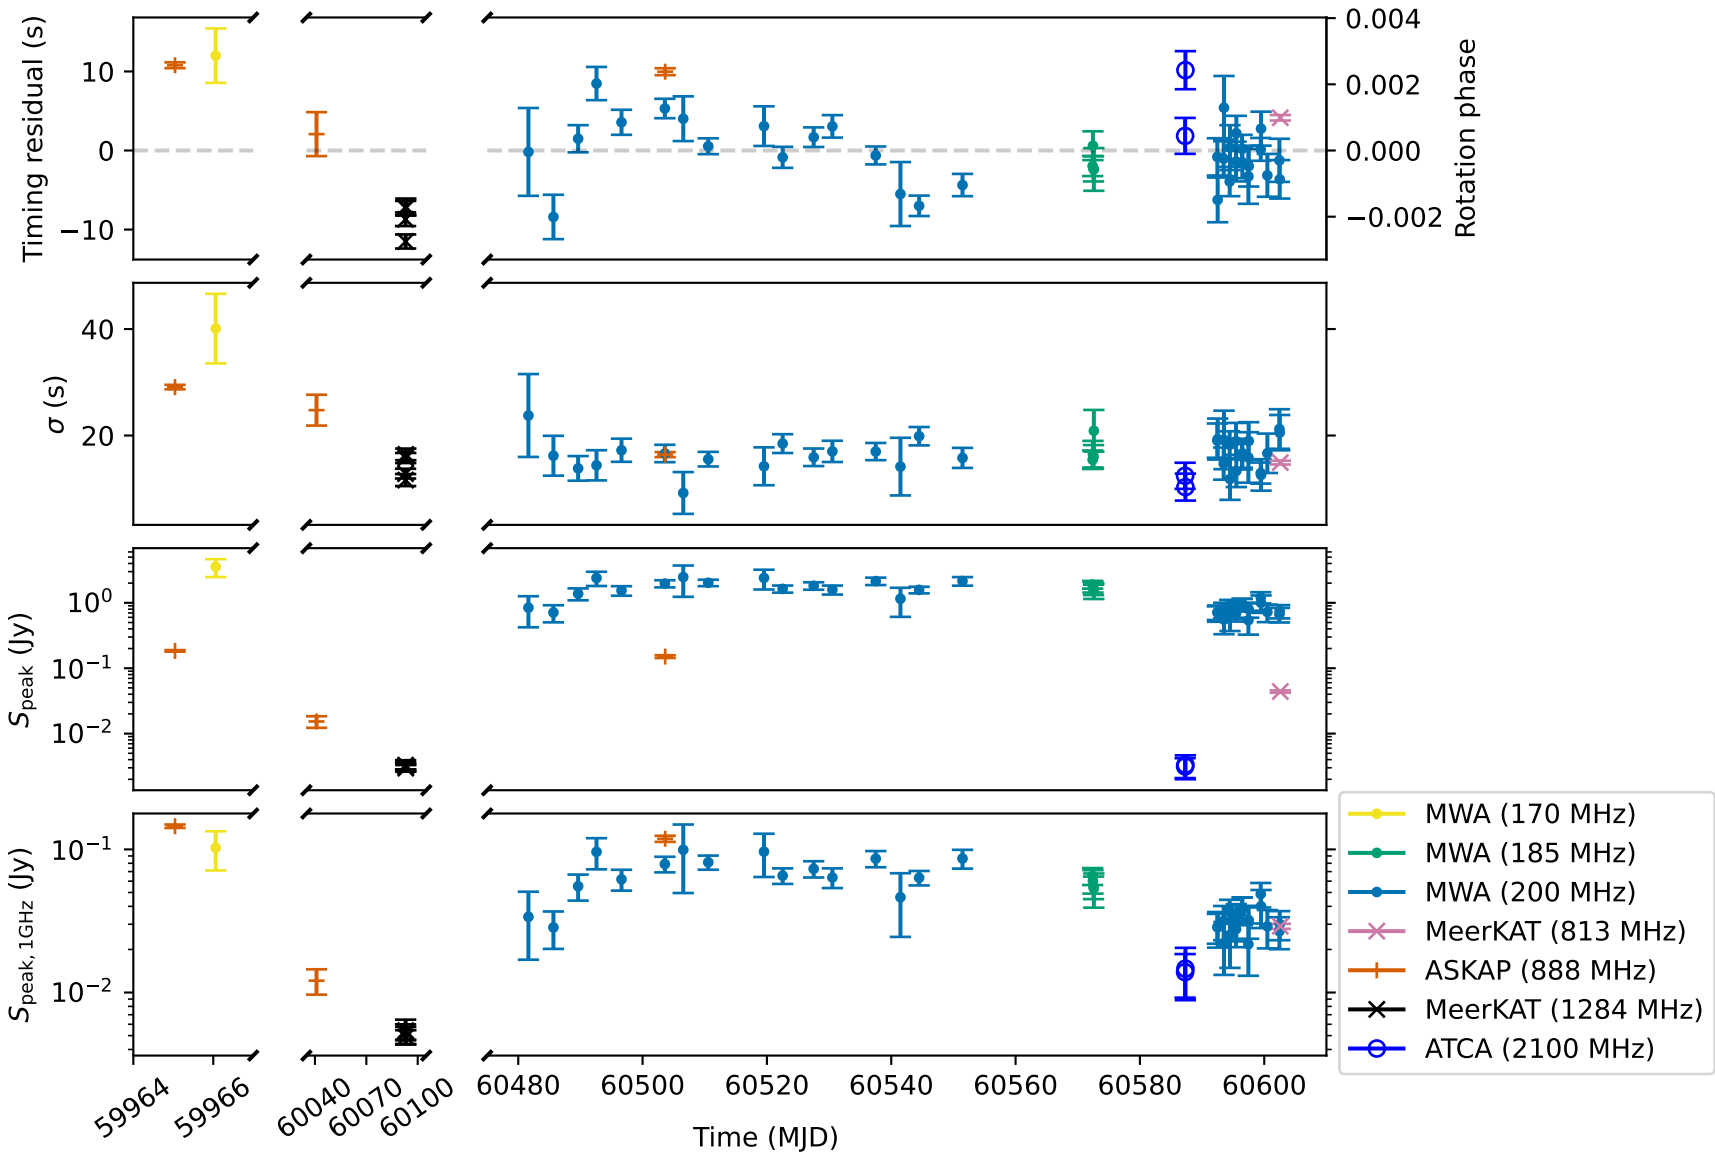 Timing residual (s)
10
0
−10
0.004
0.002
0.000
−0.002
Rotation phase
σ (s)
40
20
S_peak (Jy)
10^0
10^−1
10^−2
S_peak, 1GHz (Jy)
10^−1
10^−2
59964
59966
60040
60070
60100
60480
60500
60520
60540
60560
60580
60600
Time (MJD)
MWA (170 MHz)
MWA (185 MHz)
MWA (200 MHz)
MeerKAT (813 MHz)
ASKAP (888 MHz)
MeerKAT (1284 MHz)
ATCA (2100 MHz)